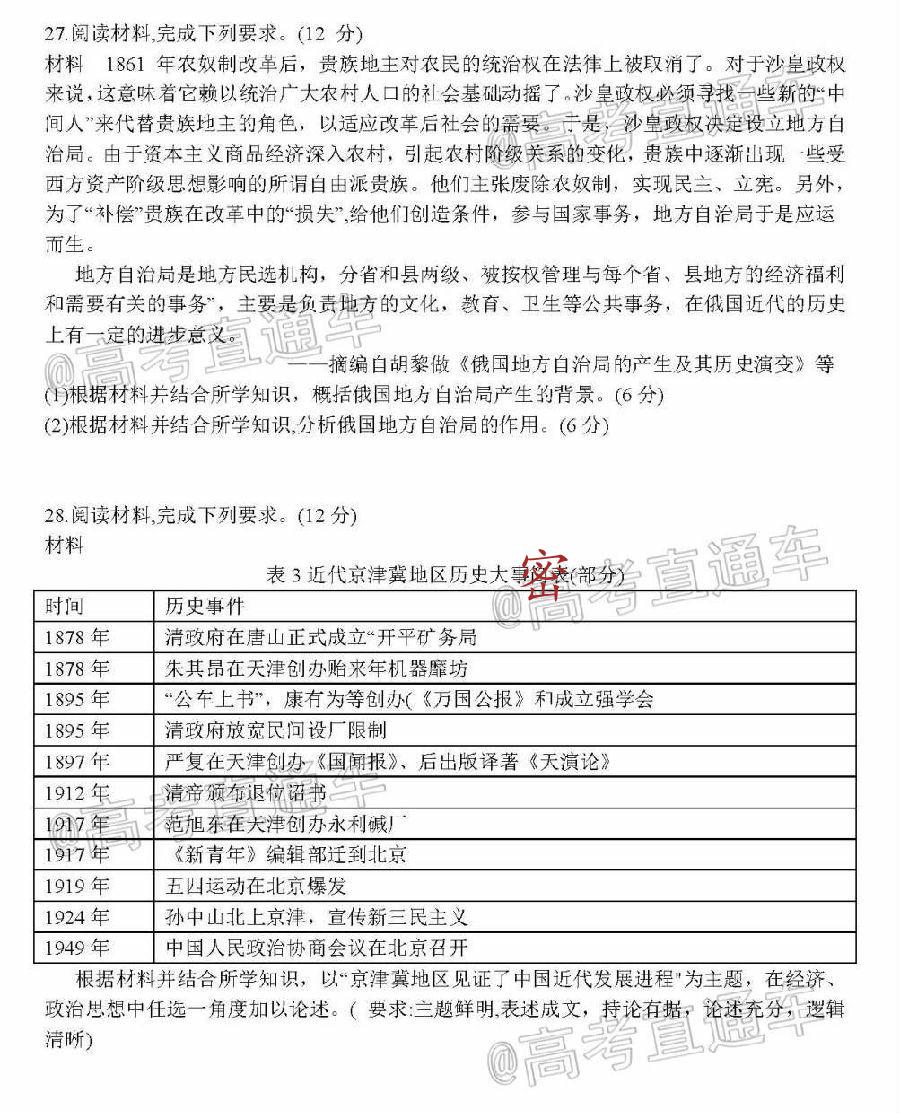 27.阅读材料,完成下列要求。(12 分)
材料 1861 年农奴制改革后，贵族地主对农民的统治权在法律上被取消了。对于沙皇政权
来说，这意味着它赖以统治广大农村人口的社会基础动摇了。沙皇政权必须寻找一些新的“中
间人”来代替贵族地主的角色，以适应改革后社会的需要。于是，沙皇政权决定设立地方自
治局。由于资本主义商品经济深入农村，引起农村阶级关系的变化，贵族中逐渐出现一些受
西方资产阶级思想影响的所谓自由派贵族。他们主张废除农奴制，实现民主、立宪。另外，
为了“补偿”贵族在改革中的“损失”,给他们创造条件，参与国家事务，地方自治局于是应运
而生。
地方自治局是地方民选机构，分省和县两级、被按权管理与每个省、县地方的经济福利
和需要有关的事务”，主要是负责地方的文化，教育、卫生等公共事务，在俄国近代的历史
上有一定的进步意义。
——摘编自胡黎做《俄国地方自治局的产生及其历史演变》等
(1)根据材料并结合所学知识，概括俄国地方自治局产生的背景。(6 分)
(2)根据材料并结合所学知识,分析俄国地方自治局的作用。(6 分)
28.阅读材料,完成下列要求。(12 分)
材料
表 3 近代京津冀地区历史大事 表(部分)
密
时间 历史事件
1878 年 清政府在唐山正式成立“开平矿务局
1878 年 朱其昂在天津创办贻来年机器靡坊
1895 年 “公车上书”，康有为等创办(《万国公报》和成立强学会
1895 年 清政府放宽民间设厂限制
1897 年 严复在天津创办《国闻报》、后出版译著《天演论》
1912 年 清帝颁布退位诏书
1917 年 范旭东在天津创办永利碱厂
1917 年 《新青年》编辑部迁到北京
1919 年 五四运动在北京爆发
1924 年 孙中山北上京津，宣传新三民主义
1949 年 中国人民政治协商会议在北京召开
根据材料并结合所学知识，以“京津冀地区见证了中国近代发展进程"为主题，在经济、
政治思想中任选一角度加以论述。( 要求:主题鲜明,表述成文，持论有据，论述充分，逻辑
清晰)
@高考直通车
@高考直通车
@高考直通车
@高考直通车
@高考直通车